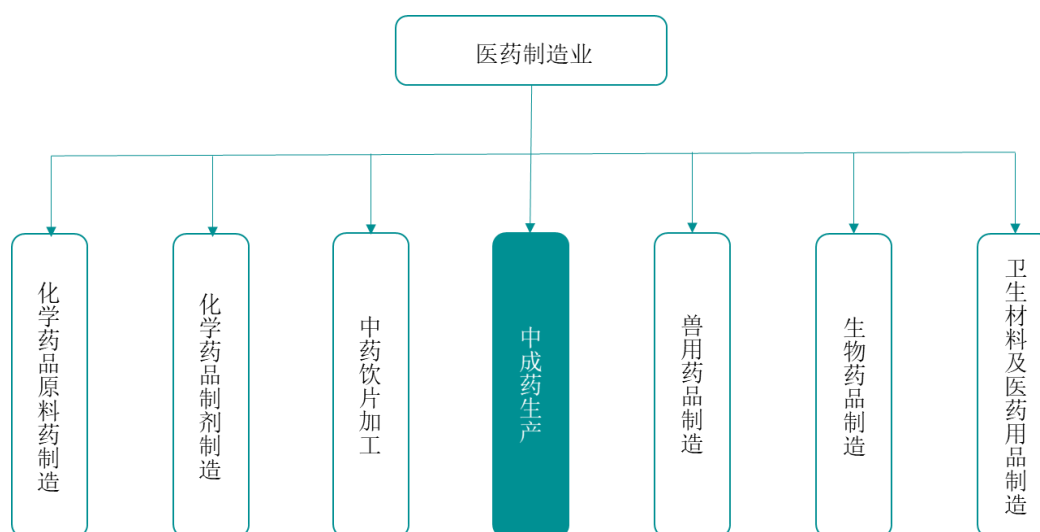 医药制造业
化学药品原料药制造
化学药品制剂制造
中药饮片加工
中成药生产
兽用药品制造
生物药品制造
卫生材料及医药用品制造